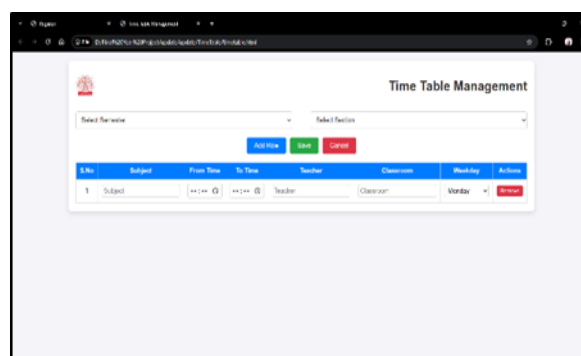 Time Table Management
Select Semester
Select Section
Add Row
Save
Cancel
S.No Subject From Time To Time Teacher Classroom Weekday Actions
1 Subject --:-- --:-- Teacher Classroom Monday Remove